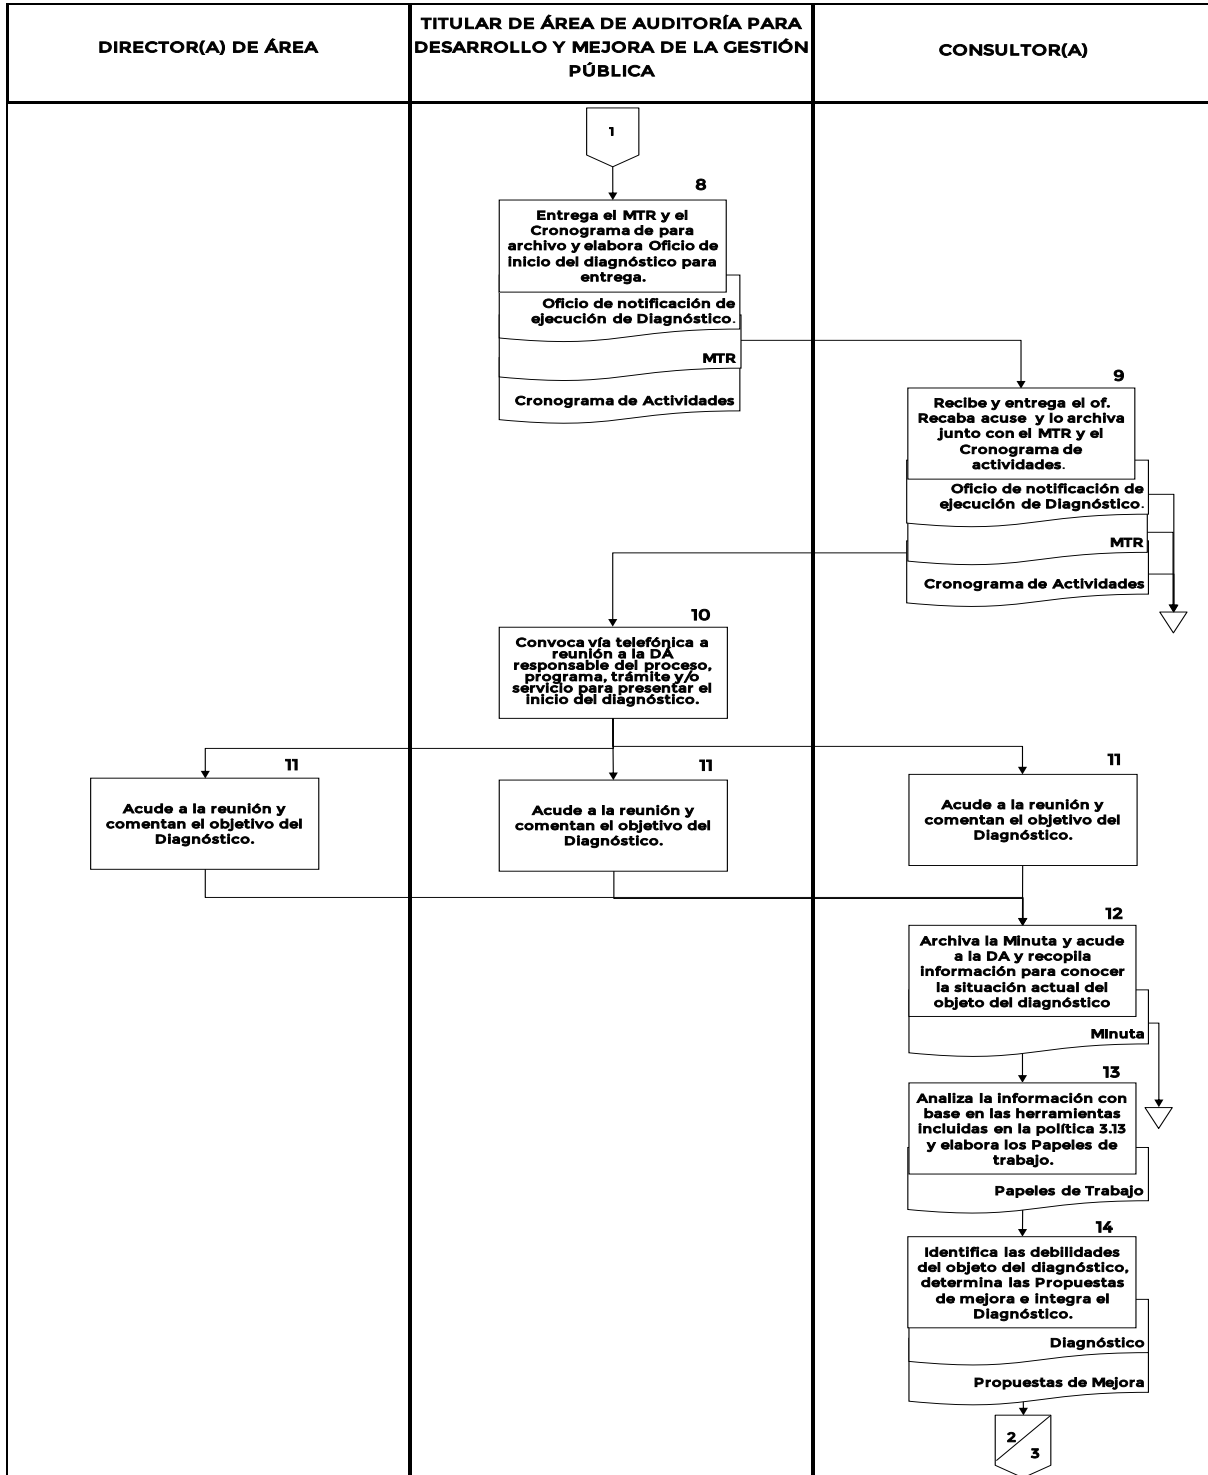 DIRECTOR(A) DE ÁREA
TITULAR DE ÁREA DE AUDITORÍA PARA
DESARROLLO Y MEJORA DE LA GESTIÓN
PÚBLICA
CONSULTOR(A)
1
8
Entrega el MTR y el
Cronograma de para
archivo y elabora Oficio de
inicio del diagnóstico para
entrega.
Oficio de notificación de
ejecución de Diagnóstico.
MTR
Cronograma de Actividades
9
Recibe y entrega el of.
Recaba acuse y lo archiva
junto con el MTR y el
Cronograma de
actividades.
Oficio de notificación de
ejecución de Diagnóstico.
MTR
Cronograma de Actividades
10
Convoca vía telefónica a
reunión a la DA
responsable del proceso,
programa, trámite y/o
servicio para presentar el
inicio del diagnóstico.
11
Acude a la reunión y
comentan el objetivo del
Diagnóstico.
11
Acude a la reunión y
comentan el objetivo del
Diagnóstico.
11
Acude a la reunión y
comentan el objetivo del
Diagnóstico.
12
Archiva la Minuta y acude
a la DA y recopila
información para conocer
la situación actual del
objeto del diagnóstico
Minuta
13
Analiza la información con
base en las herramientas
incluidas en la política 3.13
y elabora los Papeles de
trabajo.
Papeles de Trabajo
14
Identifica las debilidades
del objeto del diagnóstico,
determina las Propuestas
de mejora e integra el
Diagnóstico.
Diagnóstico
Propuestas de Mejora
2
3